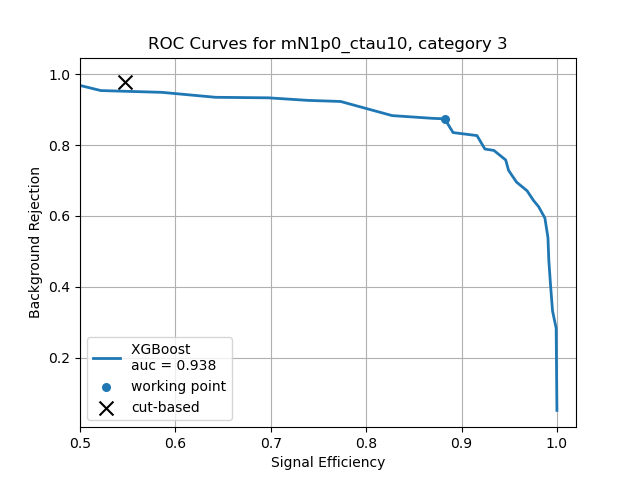 ROC Curves for mN1p0_ctau10, category 3
Background Rejection
1.0
0.8
0.6
0.4
0.2
XGBoost
auc = 0.938
working point
cut-based
0.5
0.6
0.7
0.8
0.9
1.0
Signal Efficiency